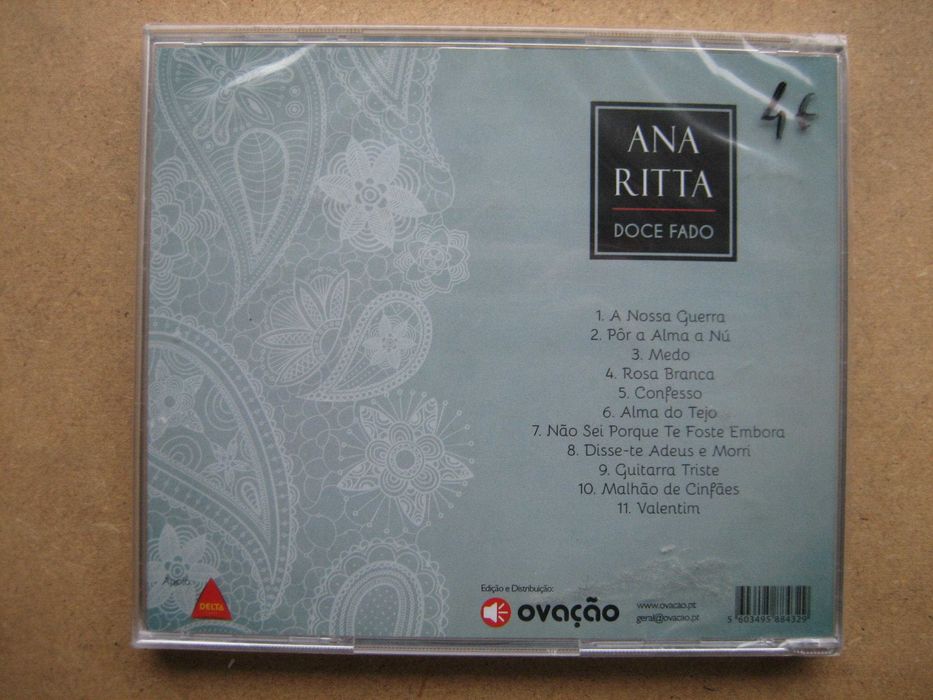 4€
ANA
RITTA
DOCE FADO
1. A Nossa Guerra
2. Pôr a Alma a Nú
3. Medo
4. Rosa Branca
5. Confesso
6. Alma do Tejo
7. Não Sei Porque Te Foste Embora
8. Disse-te Adeus e Morri
9. Guitarra Triste
10. Malhão de Cinfães
11. Valentim
Apoio:
DELTA
Edição e Distribuição:
ovação
www.ovacao.pt
geral@ovacao.pt
5 603495 884329